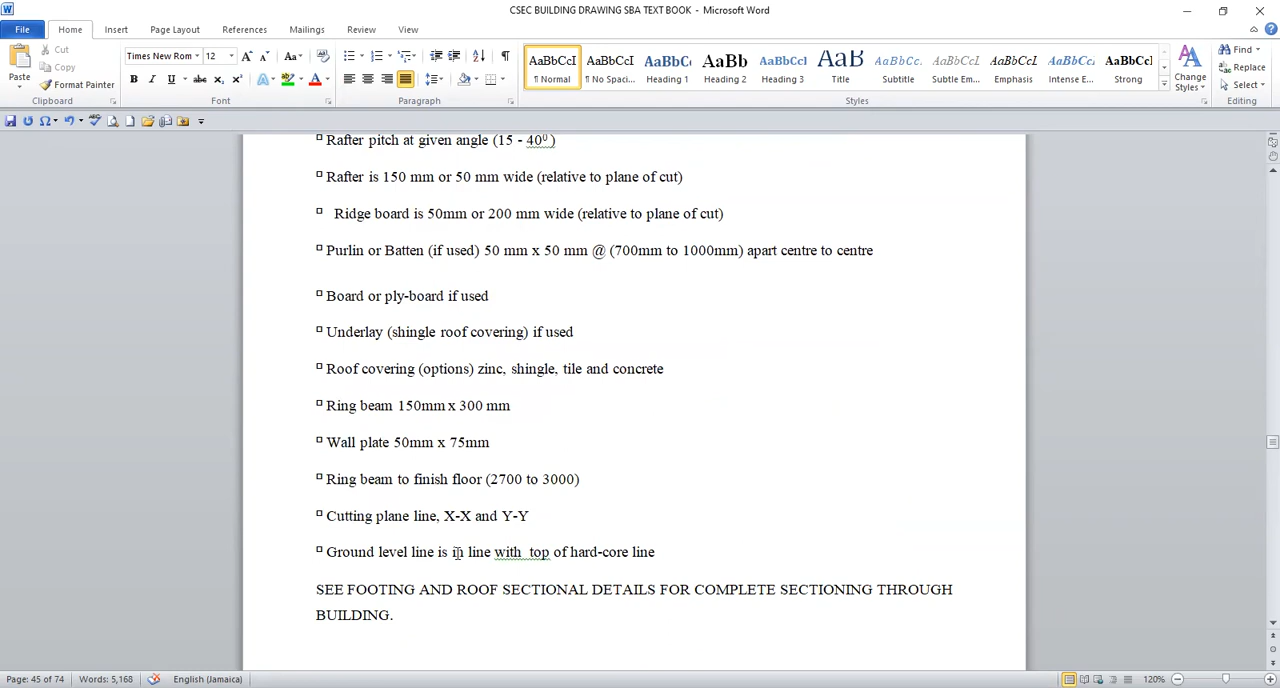 CSEC BUILDING DRAWING SBA TEXT BOOK - Microsoft Word
File Home Insert Page Layout References Mailings Review View
Paste
Cut
Copy
Format Painter
Clipboard
Times New Rom 12
Font
Paragraph
AaBbCcI AaBbCcI AaBbCc AaBb AaBbCcI AaB AaBbCc. AaBbCcI AaBbCcI AaBbCcI AaBbCcI
¶ Normal ¶ No Spaci... Heading 1 Heading 2 Heading 3 Title Subtitle Subtle Em... Emphasis Intense E... Strong
Styles
Change Styles
Find
Replace
Select
Editing
Rafter pitch at given angle (15 - 40⁰ )
Rafter is 150 mm or 50 mm wide (relative to plane of cut)
Ridge board is 50mm or 200 mm wide (relative to plane of cut)
Purlin or Batten (if used) 50 mm x 50 mm @ (700mm to 1000mm) apart centre to centre
Board or ply-board if used
Underlay (shingle roof covering) if used
Roof covering (options) zinc, shingle, tile and concrete
Ring beam 150mm x 300 mm
Wall plate 50mm x 75mm
Ring beam to finish floor (2700 to 3000)
Cutting plane line, X-X and Y-Y
Ground level line is in line with top of hard-core line
SEE FOOTING AND ROOF SECTIONAL DETAILS FOR COMPLETE SECTIONING THROUGH
BUILDING.
Page: 45 of 74 Words: 5,168 English (Jamaica) 120%